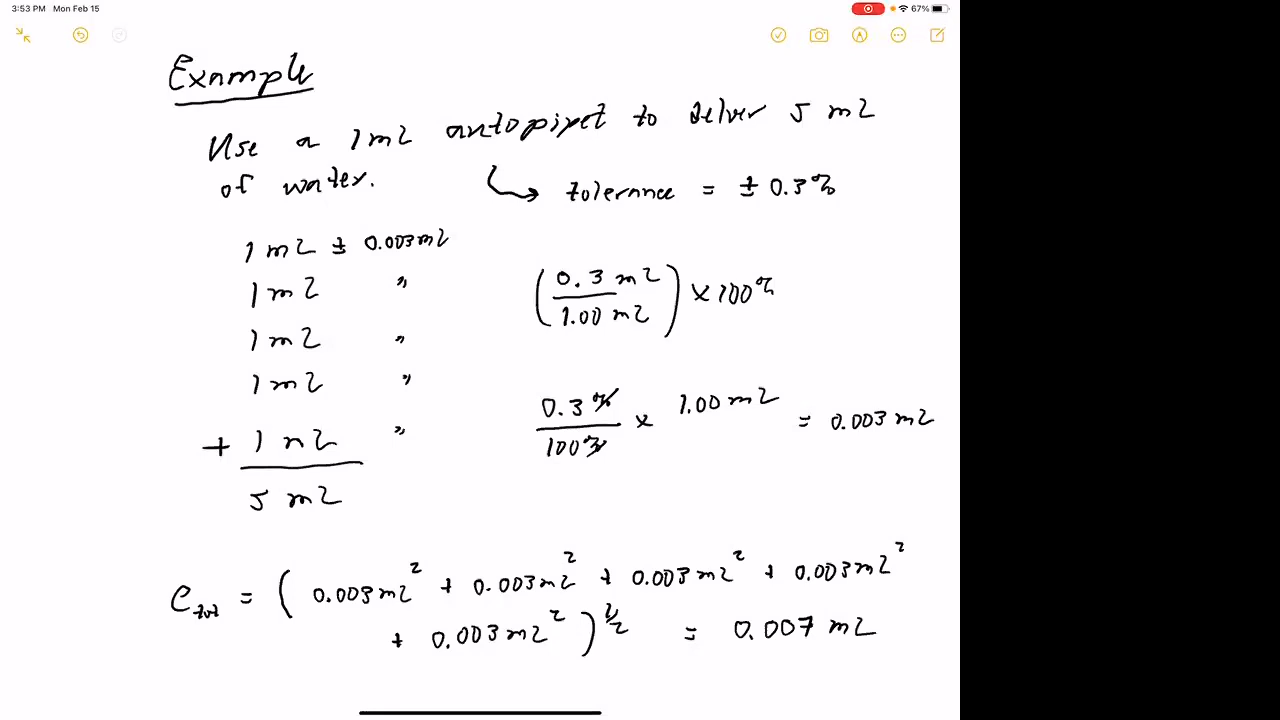 3:53 PM Mon Feb 15
67%
Example
Use a 1 mL autopipet to deliver 5 mL
of water.
↳ tolerance = ± 0.3%
1 mL ± 0.003 mL
1 mL "
1 mL "
1 mL "
+ 1 mL "
5 mL
(0.3 mL / 1.00 mL) × 100%
0.3% / 100% × 1.00 mL = 0.003 mL
e_tot = ( 0.003 mL² + 0.003 mL² + 0.003 mL² + 0.003 mL²
+ 0.003 mL² )^1/2 = 0.007 mL